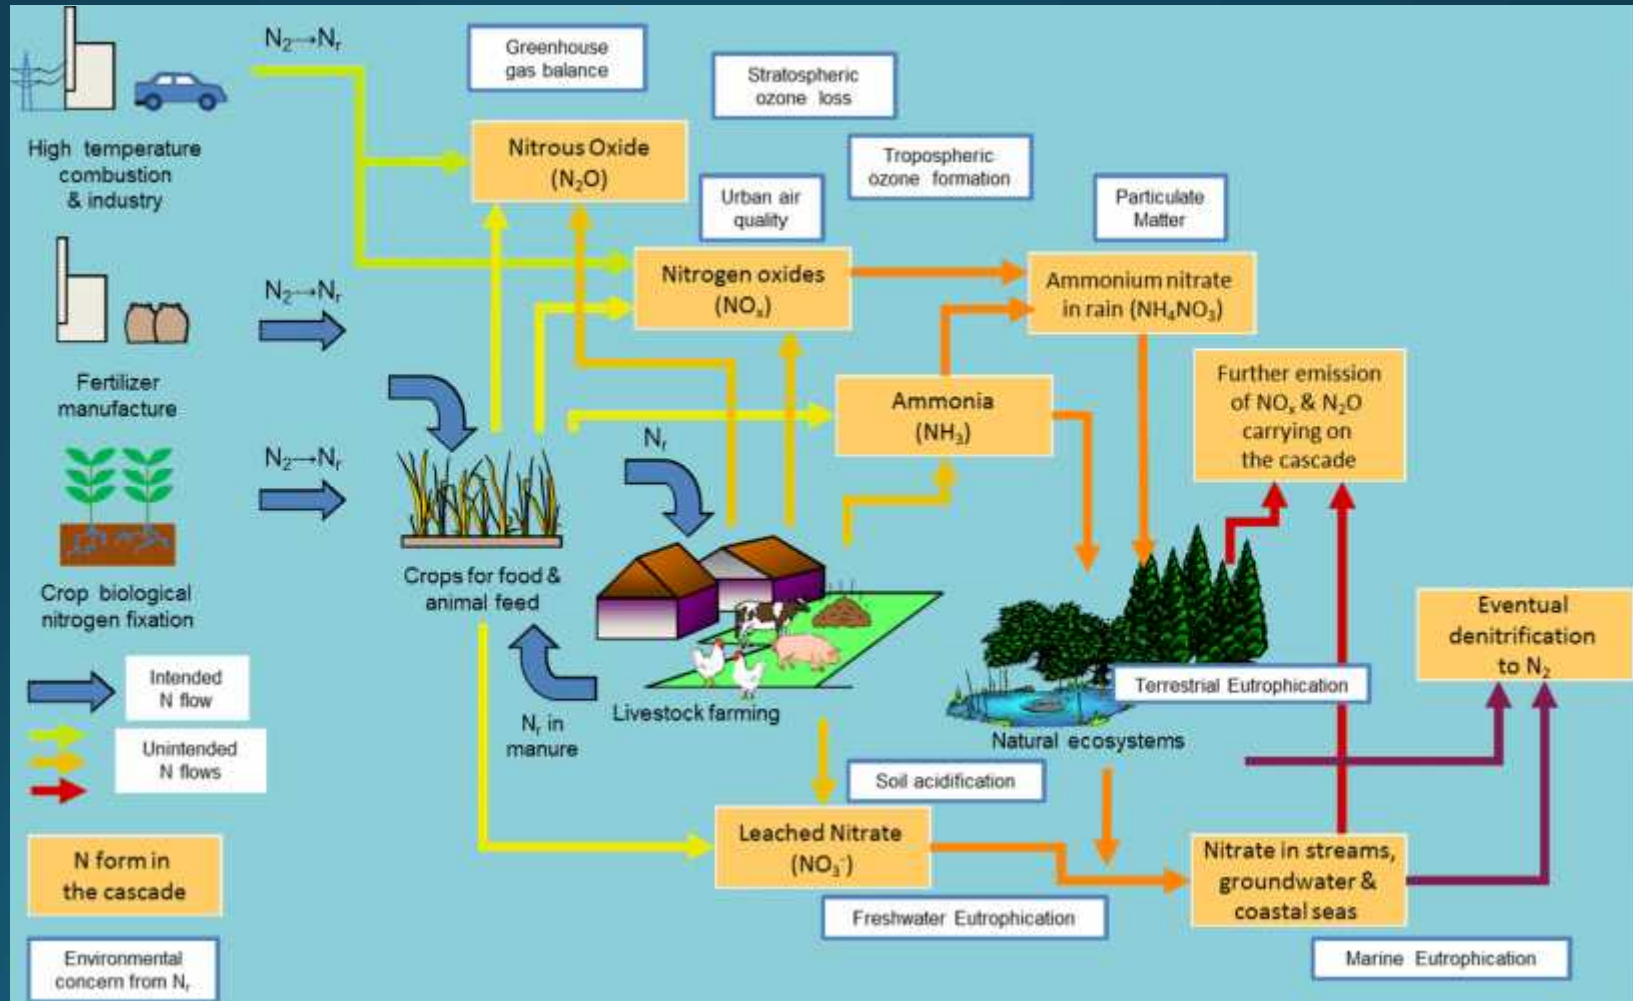 N₂→Nᵣ
High temperature
combustion
& industry
N₂→Nᵣ
Fertilizer
manufacture
N₂→Nᵣ
Crop biological
nitrogen fixation
Intended
N flow
Unintended
N flows
N form in
the cascade
Environmental
concern from Nᵣ
Greenhouse
gas balance
Stratospheric
ozone loss
Nitrous Oxide
(N₂O)
Tropospheric
ozone formation
Urban air
quality
Particulate
Matter
Nitrogen oxides
(NOₓ)
Ammonium nitrate
in rain (NH₄NO₃)
Ammonia
(NH₃)
Further emission
of NOₓ & N₂O
carrying on
the cascade
Nᵣ
Crops for food &
animal feed
Nᵣ in
manure
Livestock farming
Terrestrial Eutrophication
Natural ecosystems
Eventual
denitrification
to N₂
Soil acidification
Leached Nitrate
(NO₃⁻)
Nitrate in streams,
groundwater &
coastal seas
Freshwater Eutrophication
Marine Eutrophication